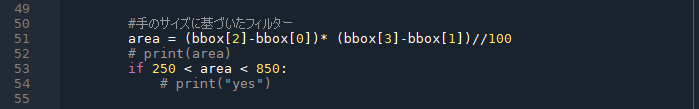 49
50 #手のサイズに基づいたフィルター
51 area = (bbox[2]-bbox[0])* (bbox[3]-bbox[1])//100
52 # print(area)
53 if 250 < area < 850:
54 # print("yes")
55